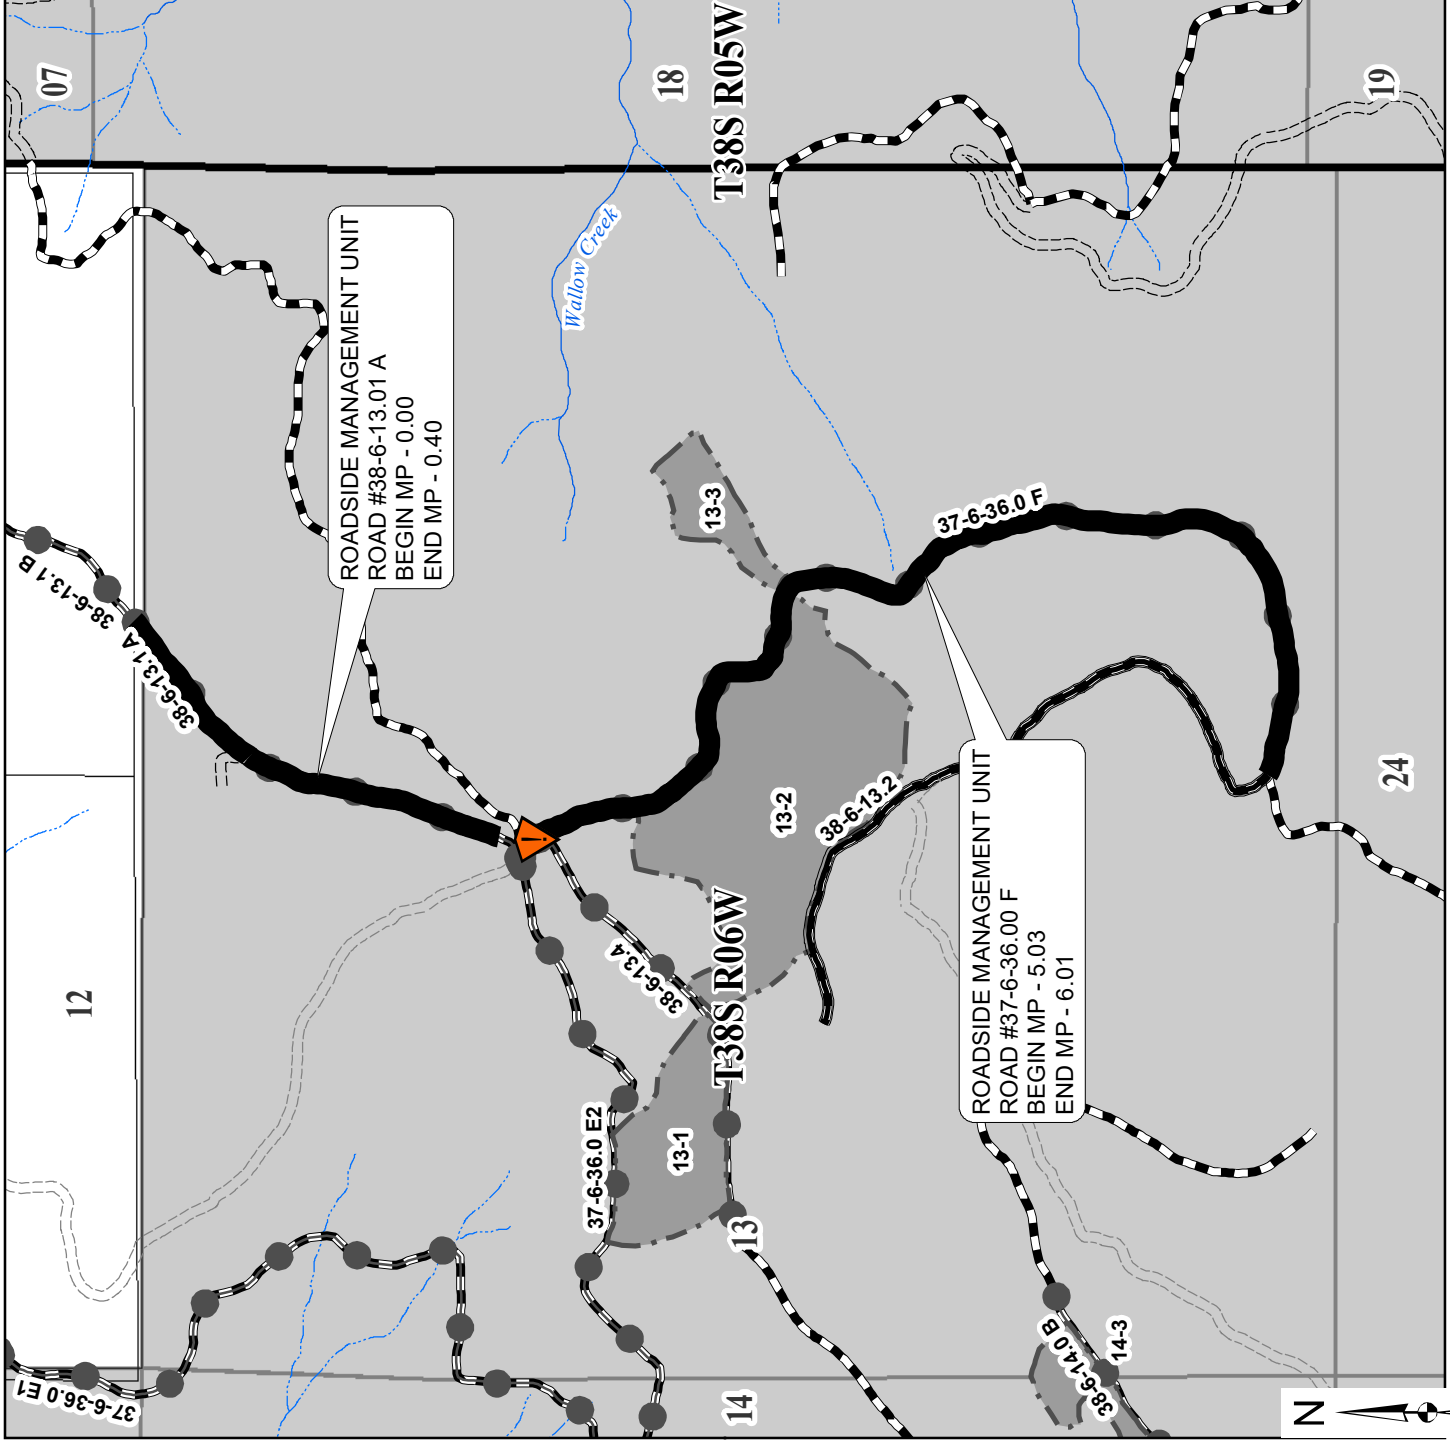 07
18
T38S R05W
19
ROADSIDE MANAGEMENT UNIT
ROAD #38-6-13.01 A
BEGIN MP - 0.00
END MP - 0.40
Wallow Creek
38-6-13.1 B
38-6-13.1 A
13-3
37-6-36.0 F
13-2
38-6-13.2
24
12
38-6-13.4
T38S R06W
ROADSIDE MANAGEMENT UNIT
ROAD #37-6-36.00 F
BEGIN MP - 5.03
END MP - 6.01
37-6-36.0 E2
13-1
13
37-6-36.0 E1
14
38-6-14.0 B
14-3
!
N